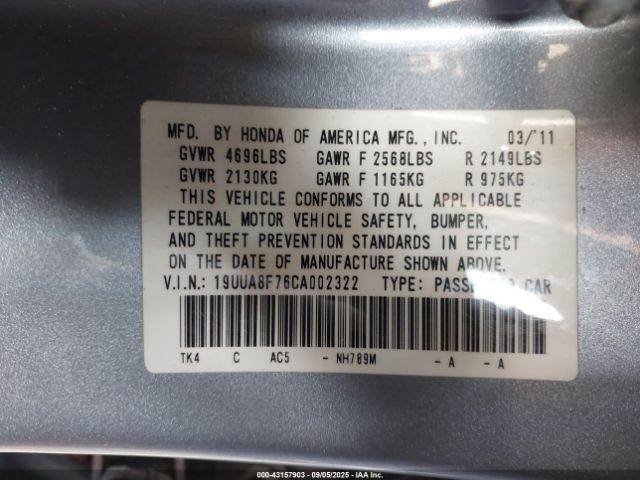 MFD. BY HONDA OF AMERICA MFG., INC. 03/'11
GVWR 4696LBS GAWR F 2568LBS R 2149LBS
GVWR 2130KG GAWR F 1165KG R 975KG
THIS VEHICLE CONFORMS TO ALL APPLICABLE
FEDERAL MOTOR VEHICLE SAFETY, BUMPER,
AND THEFT PREVENTION STANDARDS IN EFFECT
ON THE DATE OF MANUFACTURE SHOWN ABOVE.
V.I.N.: 19UUA8F76CA002322 TYPE: PASSENGER CAR
TK4 C AC5 - NH789M - A - A
000-43157903 - 09/05/2025 - IAA Inc.